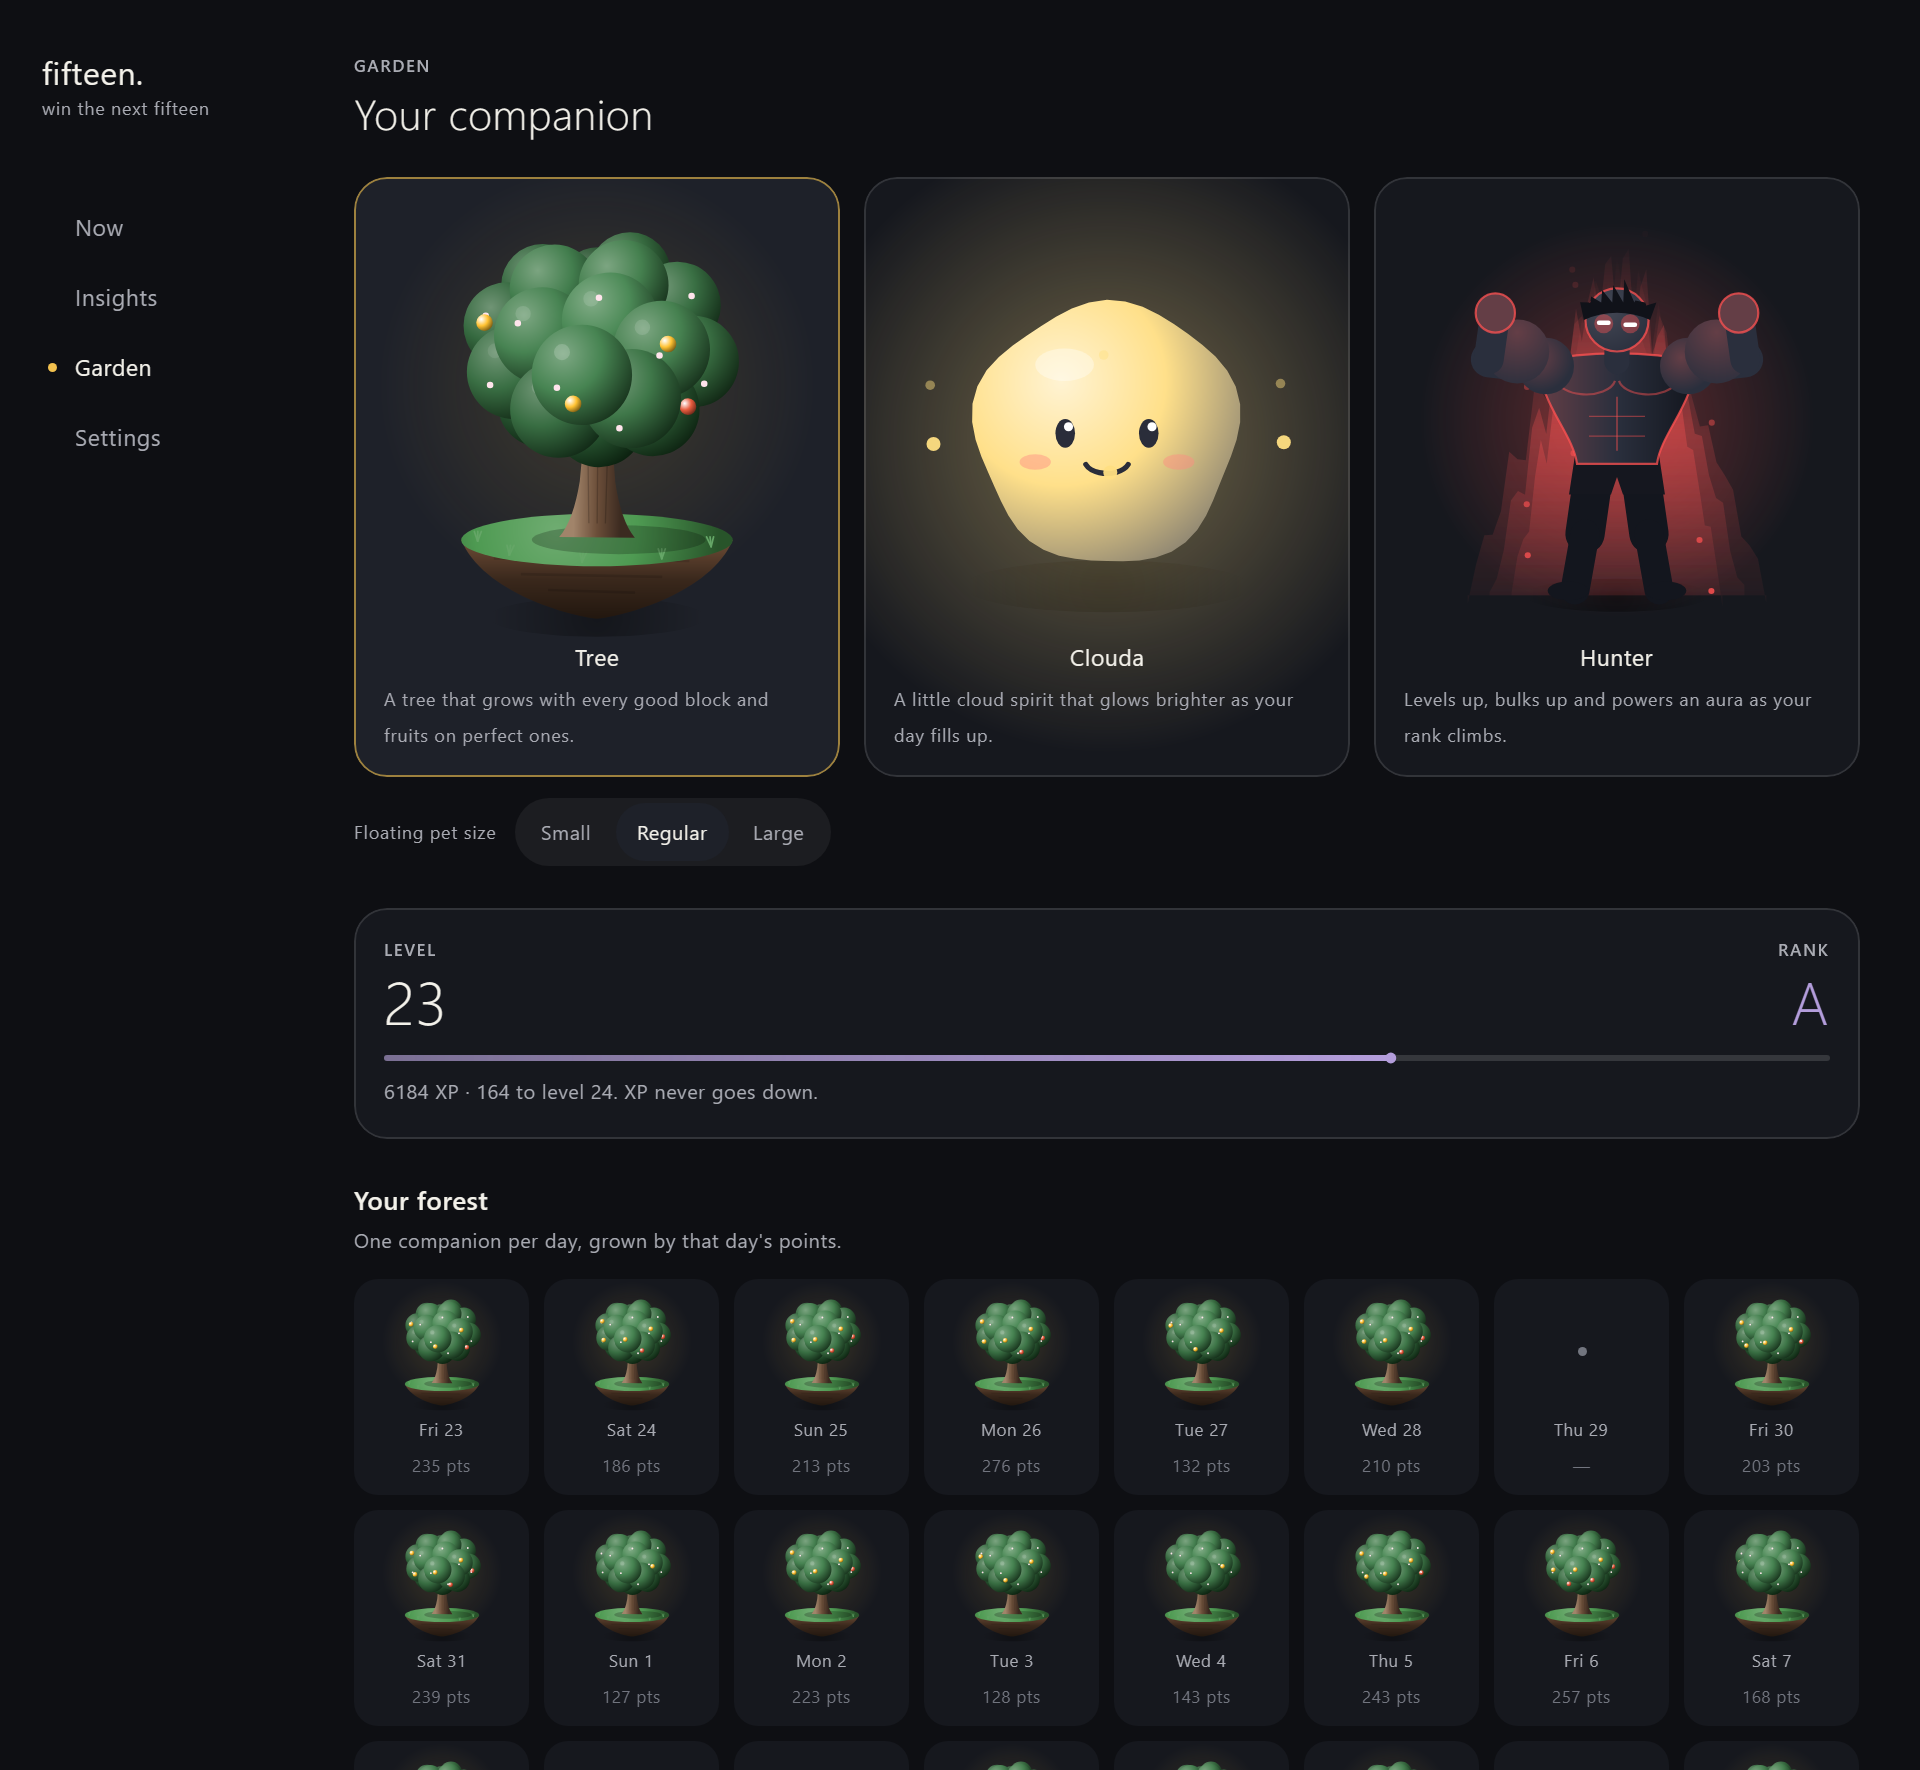 fifteen.
win the next fifteen
Now
Insights
Garden
Settings
GARDEN
Your companion
Tree
A tree that grows with every good block and
fruits on perfect ones.
Clouda
A little cloud spirit that glows brighter as your
day fills up.
Hunter
Levels up, bulks up and powers an aura as your
rank climbs.
Floating pet size
Small
Regular
Large
LEVEL
RANK
23
A
6184 XP · 164 to level 24. XP never goes down.
Your forest
One companion per day, grown by that day's points.
Fri 23
235 pts
Sat 24
186 pts
Sun 25
213 pts
Mon 26
276 pts
Tue 27
132 pts
Wed 28
210 pts
Thu 29
—
Fri 30
203 pts
Sat 31
239 pts
Sun 1
127 pts
Mon 2
223 pts
Tue 3
128 pts
Wed 4
143 pts
Thu 5
243 pts
Fri 6
257 pts
Sat 7
168 pts